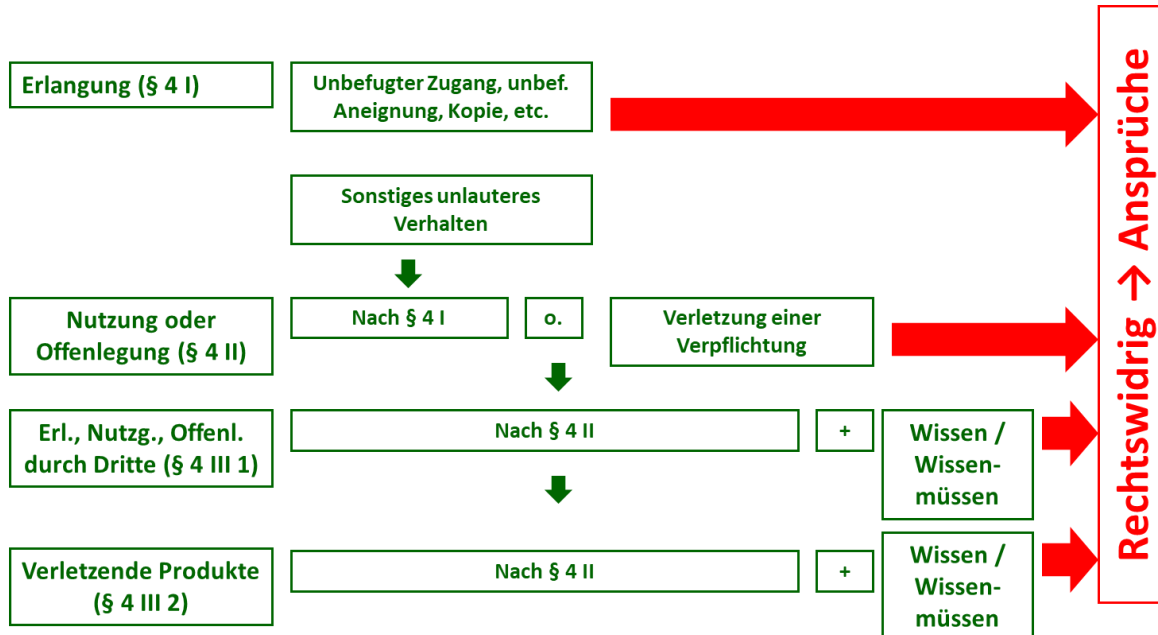 Erlangung (§ 4 I)
Unbefugter Zugang, unbef.
Aneignung, Kopie, etc.
Sonstiges unlauteres
Verhalten
Nutzung oder
Offenlegung (§ 4 II)
Nach § 4 I
o.
Verletzung einer
Verpflichtung
Erl., Nutzg., Offenl.
durch Dritte (§ 4 III 1)
Nach § 4 II
+
Wissen /
Wissen-
müssen
Verletzende Produkte
(§ 4 III 2)
Nach § 4 II
+
Wissen /
Wissen-
müssen
Rechtswidrig → Ansprüche